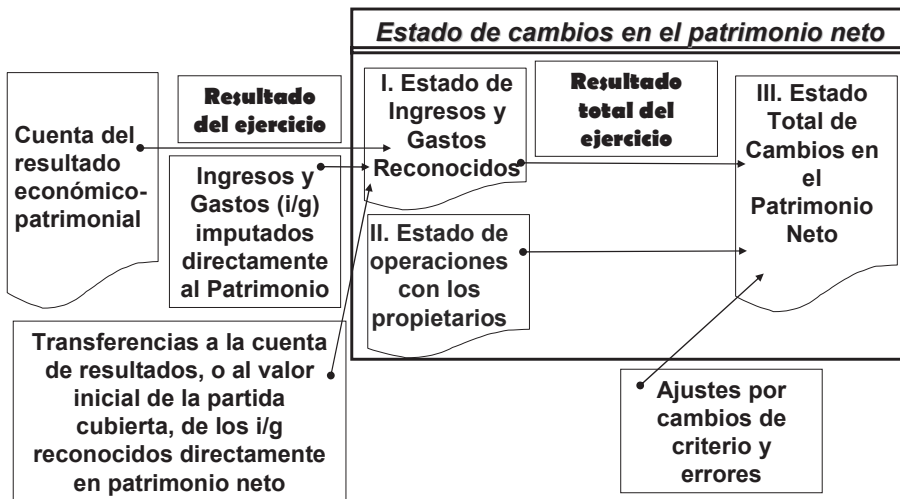 Estado de cambios en el patrimonio neto
Cuenta del
resultado
económico-
patrimonial
Resultado
del ejercicio
Ingresos y
Gastos (i/g)
imputados
directamente
al Patrimonio
Transferencias a la cuenta
de resultados, o al valor
inicial de la partida
cubierta, de los i/g
reconocidos directamente
en patrimonio neto
I. Estado de
Ingresos y
Gastos
Reconocidos
II. Estado de
operaciones
con los
propietarios
Resultado
total del
ejercicio
III. Estado
Total de
Cambios en
el
Patrimonio
Neto
Ajustes por
cambios de
criterio y
errores